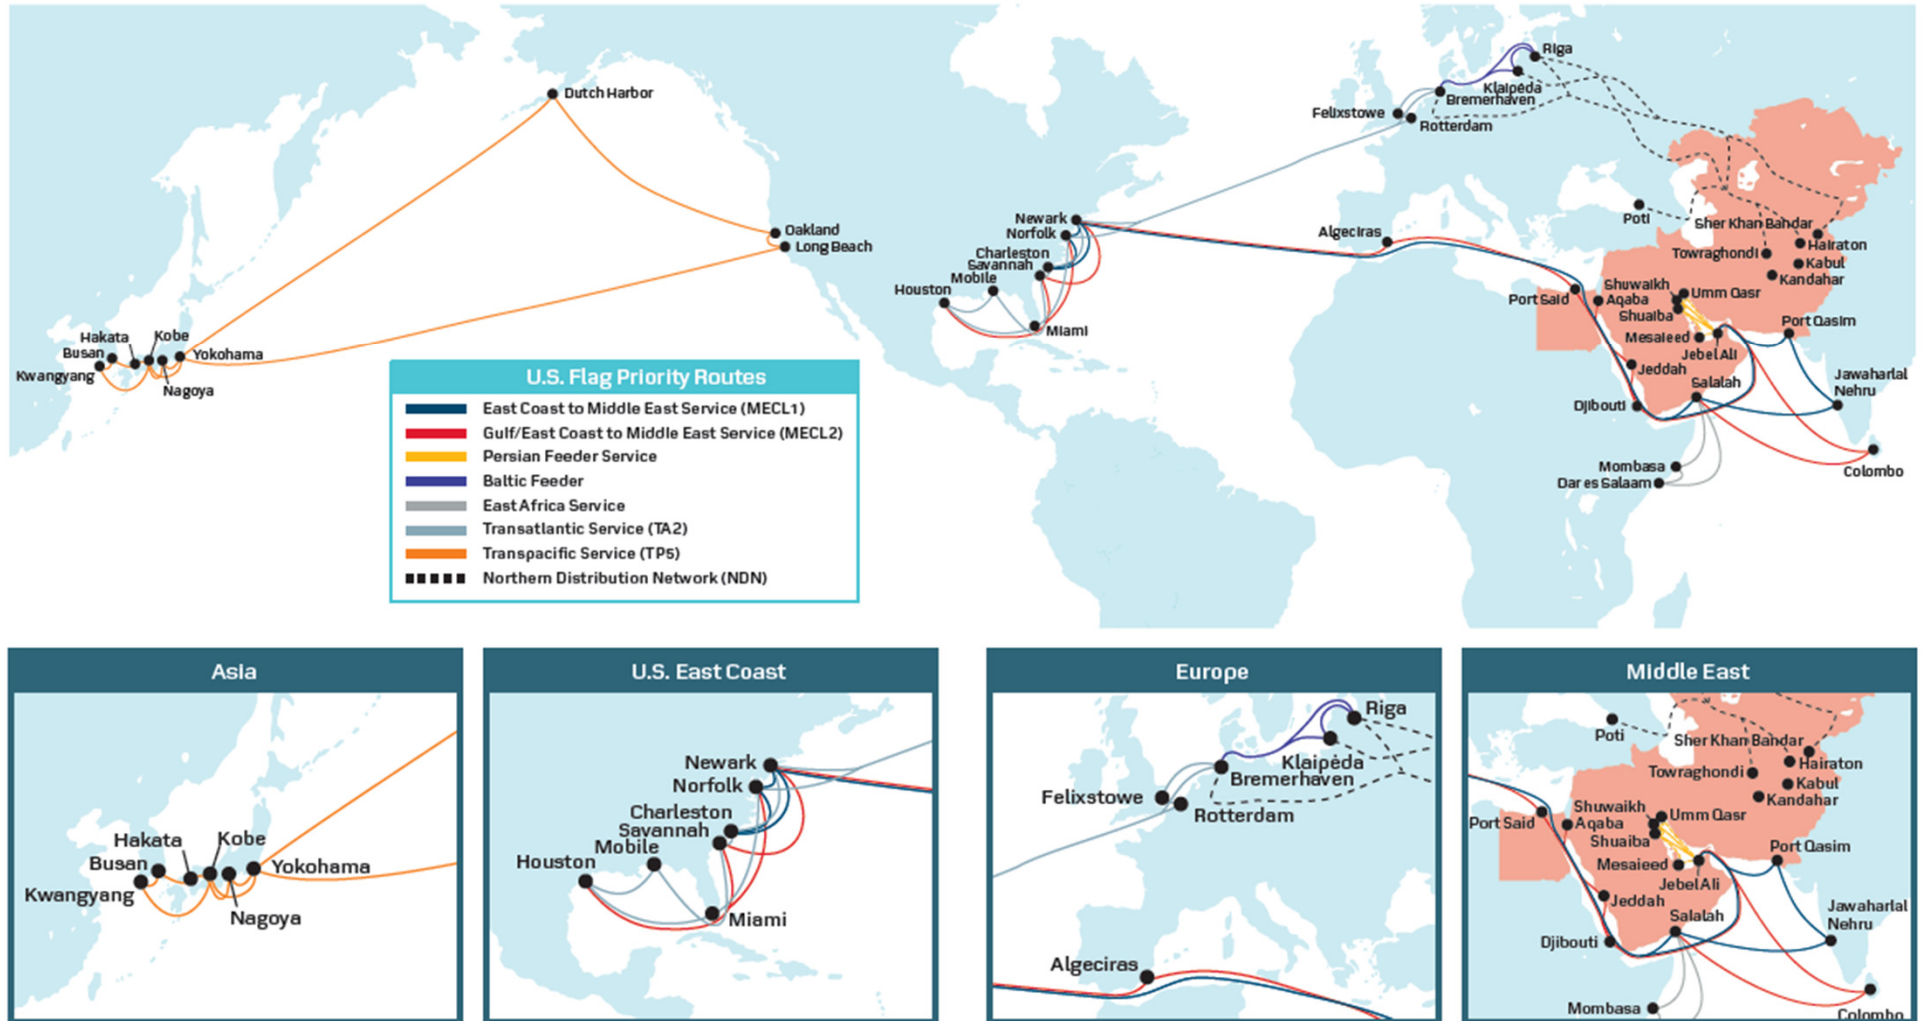 Riga
Klaipėda
Bremerhaven
Felixstowe
Rotterdam
Dutch Harbor
Oakland
Long Beach
Newark
Norfolk
Charleston
Savannah
Mobile
Houston
Miami
Algeciras
Poti
Sher Khan Bandar
Hairaton
Towraghondi
Kabul
Kandahar
Shuwaikh
Umm Qasr
Port Said
Aqaba
Shuaiba
Port Qasim
Mesaieed
Jebel Ali
Jeddah
Salalah
Jawaharlal
Nehru
Djibouti
Mombasa
Dar es Salaam
Colombo
Hakata
Kobe
Busan
Yokohama
Kwangyang
Nagoya
U.S. Flag Priority Routes
East Coast to Middle East Service (MECL1)
Gulf/East Coast to Middle East Service (MECL2)
Persian Feeder Service
Baltic Feeder
East Africa Service
Transatlantic Service (TA2)
Transpacific Service (TP5)
Northern Distribution Network (NDN)
Asia
Hakata
Kobe
Busan
Yokohama
Kwangyang
Nagoya
U.S. East Coast
Newark
Norfolk
Charleston
Savannah
Mobile
Houston
Miami
Europe
Riga
Klaipėda
Bremerhaven
Felixstowe
Rotterdam
Algeciras
Middle East
Poti
Sher Khan Bandar
Hairaton
Towraghondi
Kabul
Kandahar
Shuwaikh
Umm Qasr
Port Said
Aqaba
Shuaiba
Port Qasim
Mesaieed
Jebel Ali
Jeddah
Jawaharlal
Nehru
Salalah
Djibouti
Mombasa
Colombo